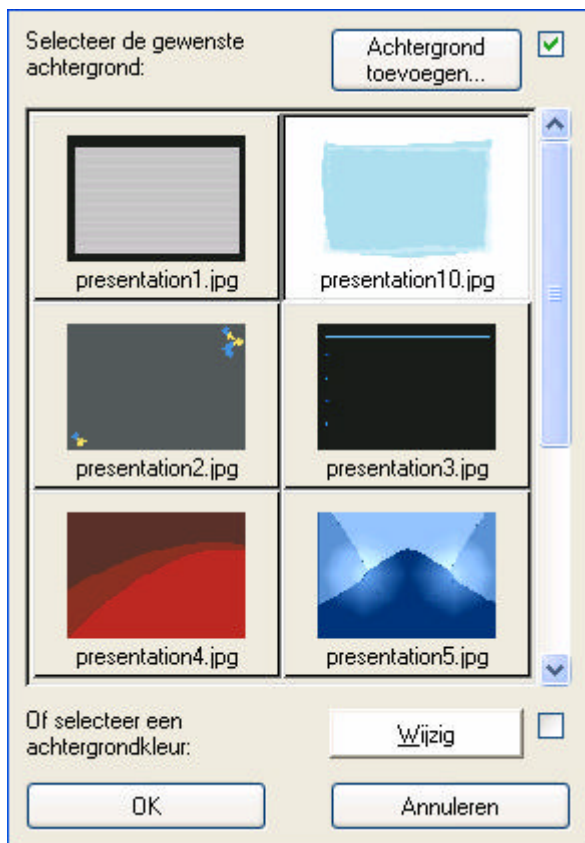 Selecteer de gewenste
achtergrond:
Achtergrond
toevoegen...
presentation1.jpg
presentation10.jpg
presentation2.jpg
presentation3.jpg
presentation4.jpg
presentation5.jpg
Of selecteer een
achtergrondkleur:
Wijzig
OK
Annuleren